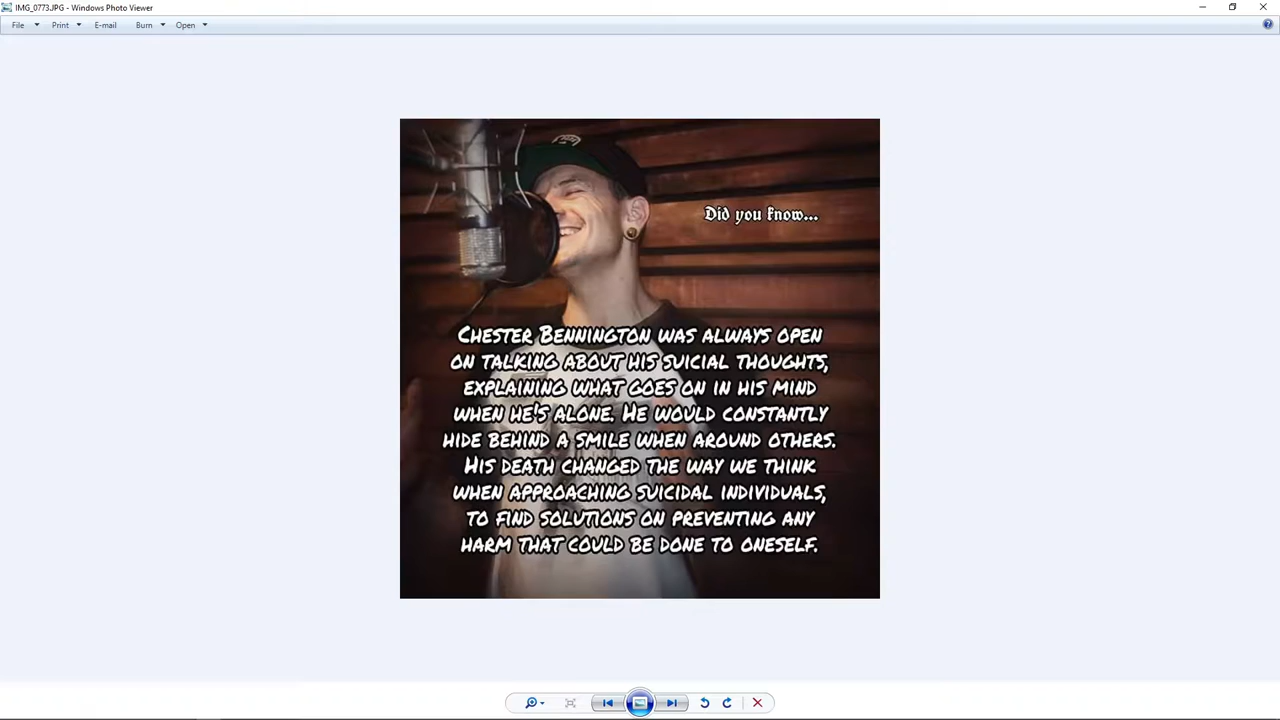 IMG_0773.JPG - Windows Photo Viewer
File Print E-mail Burn Open
Did you know...
Chester Bennington was always open
on talking about his suicial thoughts,
explaining what goes on in his mind
when he's alone. He would constantly
hide behind a smile when around others.
His death changed the way we think
when approaching suicidal individuals,
to find solutions on preventing any
harm that could be done to oneself.